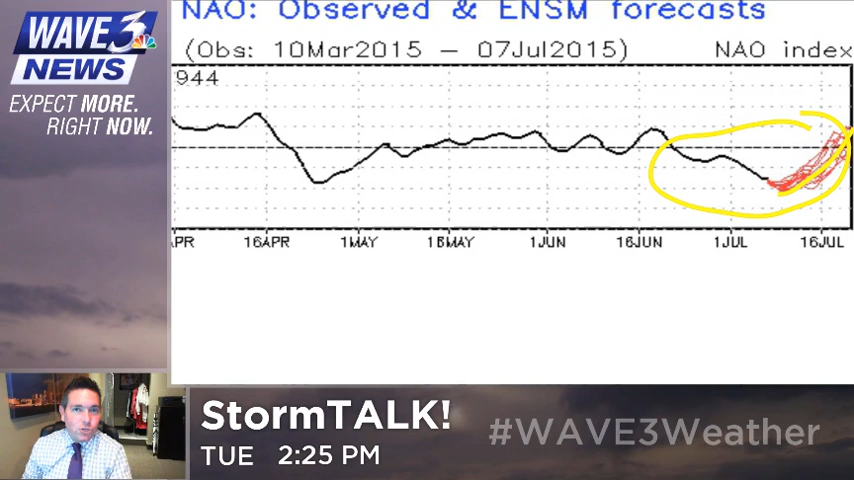 NAO: Observed & ENSM forecasts
(Obs: 10Mar2015 – 07Jul2015) NAO index
944
WAVE 3
NEWS
EXPECT MORE.
RIGHT NOW.
APR 16APR 1MAY 16MAY 1JUN 16JUN 1JUL 16JUL
StormTALK!
TUE 2:25 PM
#WAVE3Weather